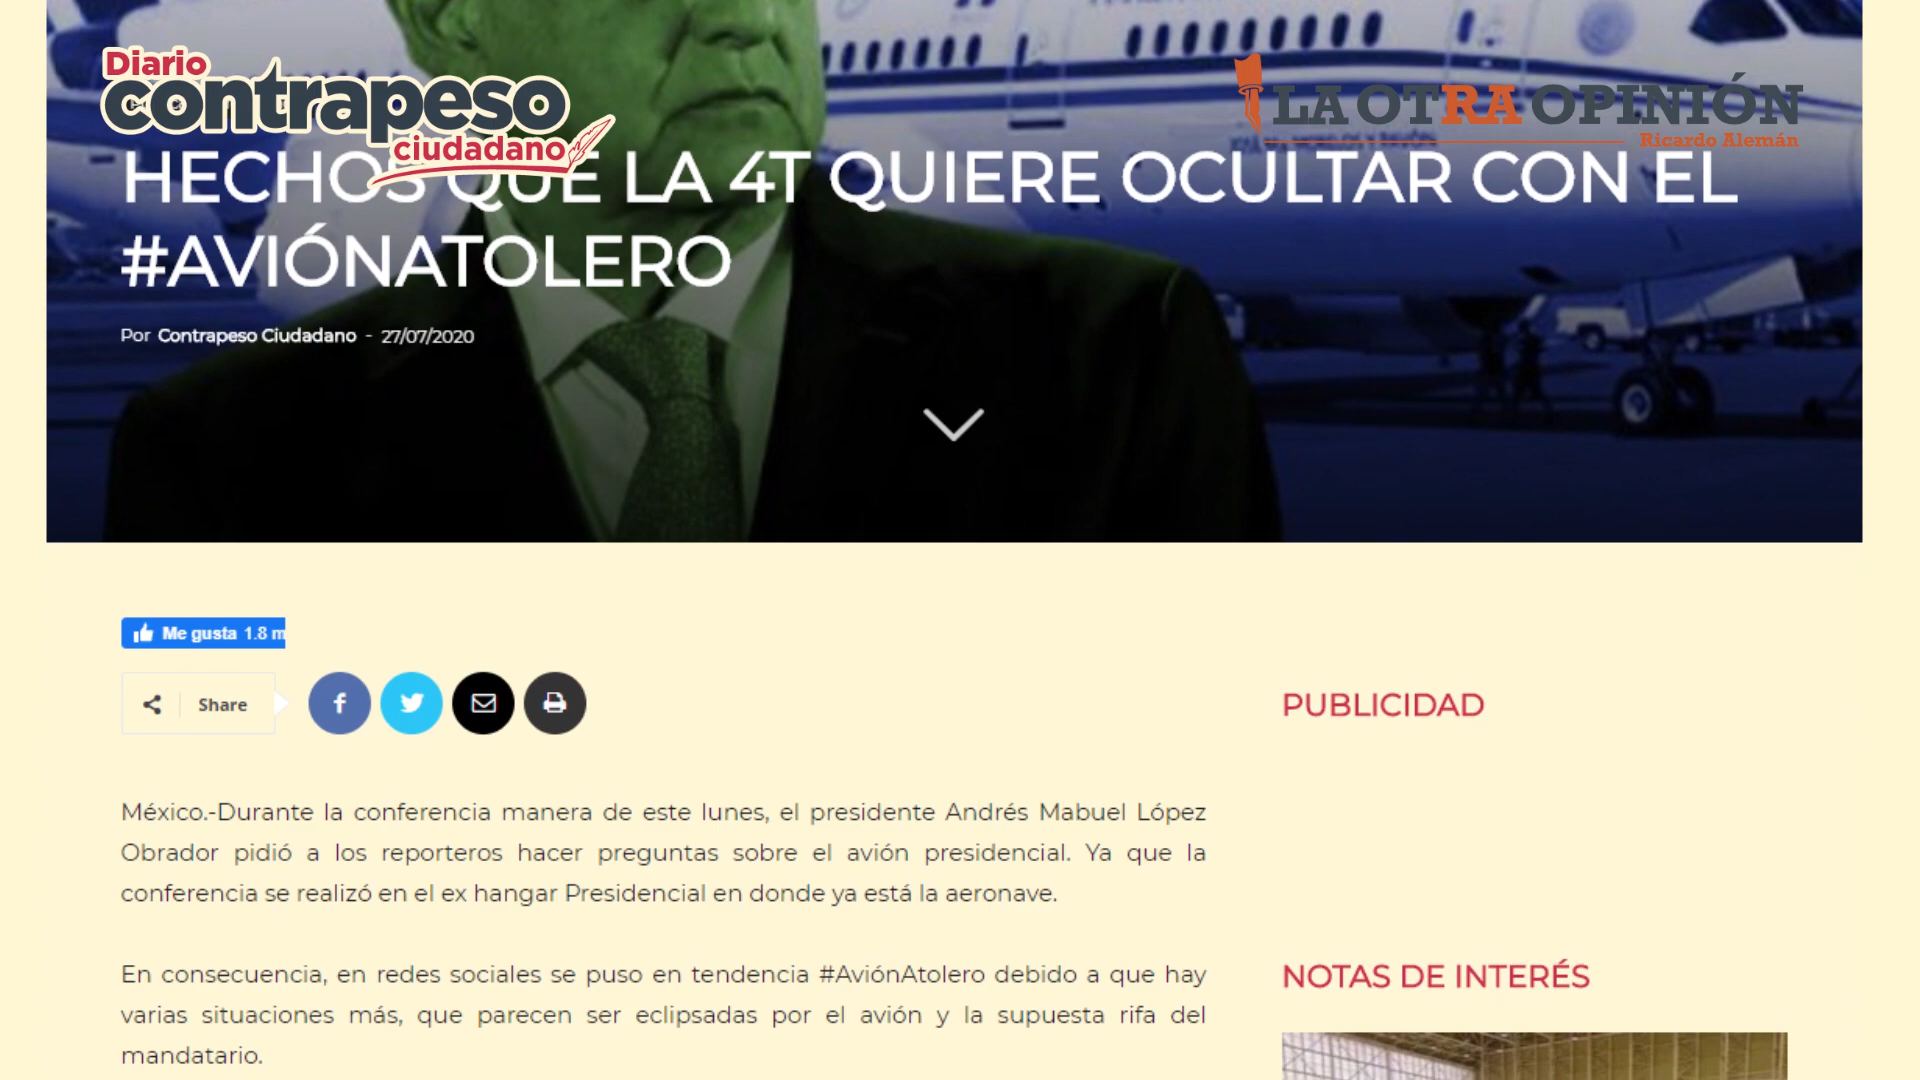 Diario
contrapeso
ciudadano
LA OTRA OPINIÓN
Ricardo Alemán
HECHOS QUE LA 4T QUIERE OCULTAR CON EL
#AVIÓNATOLERO
Por Contrapeso Ciudadano - 27/07/2020
Me gusta 1.8 m
Share
PUBLICIDAD
México.-Durante la conferencia manera de este lunes, el presidente Andrés Mabuel López
Obrador pidió a los reporteros hacer preguntas sobre el avión presidencial. Ya que la
conferencia se realizó en el ex hangar Presidencial en donde ya está la aeronave.
En consecuencia, en redes sociales se puso en tendencia #AviónAtolero debido a que hay
varias situaciones más, que parecen ser eclipsadas por el avión y la supuesta rifa del
mandatario.
NOTAS DE INTERÉS